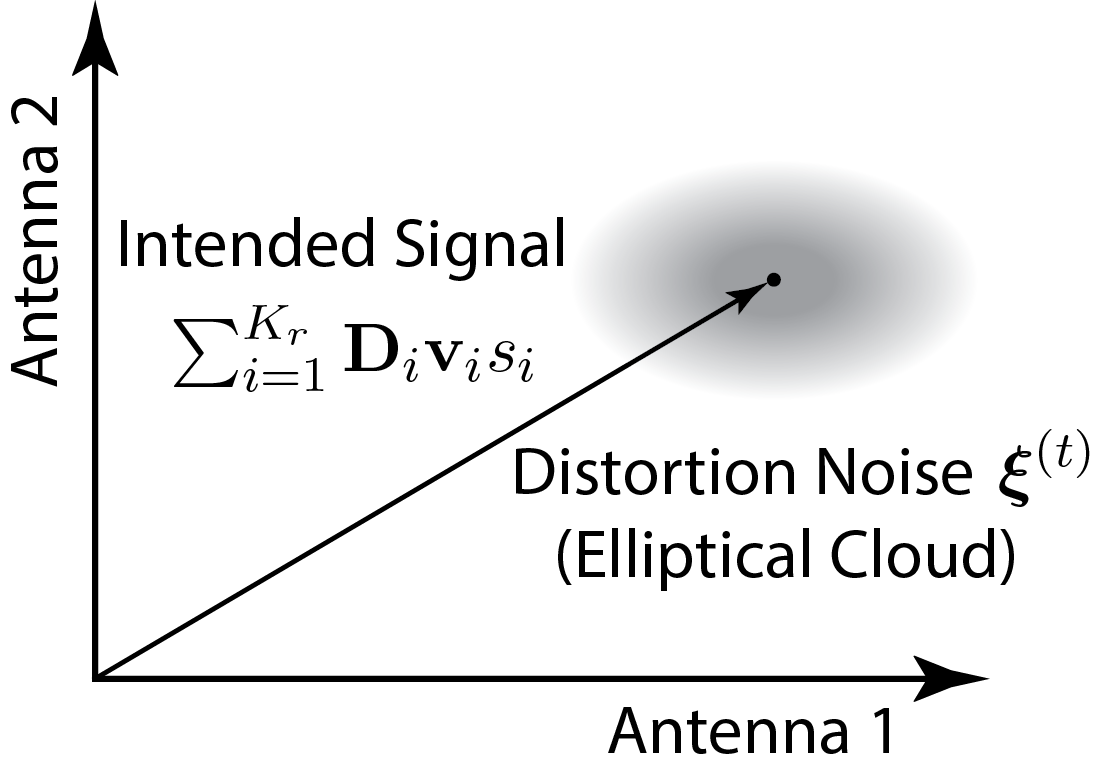 Antenna 2
Intended Signal
$\sum_{i=1}^{K_r} \mathbf{D}_i \mathbf{v}_i s_i$
Distortion Noise $\boldsymbol{\xi}^{(t)}$
(Elliptical Cloud)
Antenna 1